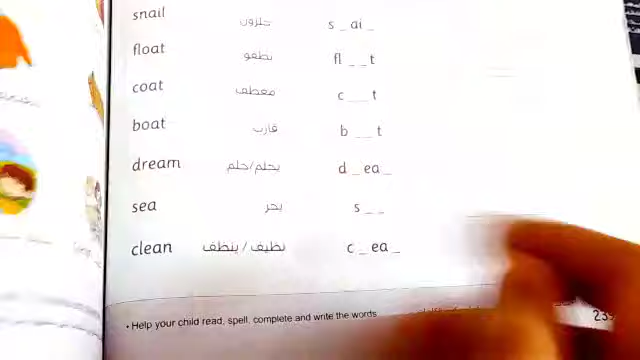 snail حلزون s _ ai _
float يطفو fl _ _ t
coat معطف c _ _ t
boat قارب b _ _ t
dream يحلم/حلم d _ ea _
sea بحر s _ _
clean نظيف / ينظف c _ ea _
• Help your child read, spell, complete and write the words